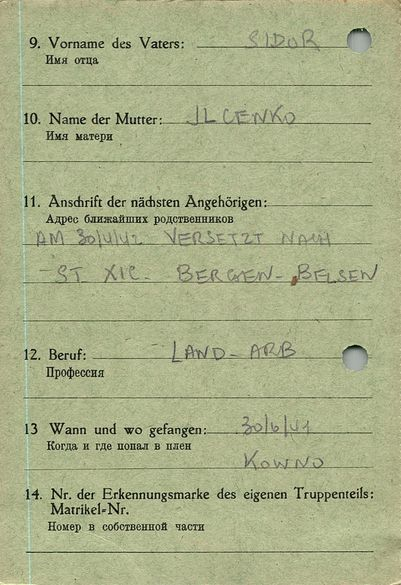 9. Vorname des Vaters: SIDOR
Имя отца
10. Name der Mutter: JLCENKO
Имя матери
11. Anschrift der nächsten Angehörigen:
Адрес ближайших родственников
AM 30/4/42 VERSETZT NACH
ST XIC- BERGEN-BELSEN
12. Beruf: LAND-ARB
Профессия
13 Wann und wo gefangen: 30/6/41
Когда и где попал в плен
KOWNO
14. Nr. der Erkennungsmarke des eigenen Truppenteils:
Matrikel-Nr.
Номер в собственной части